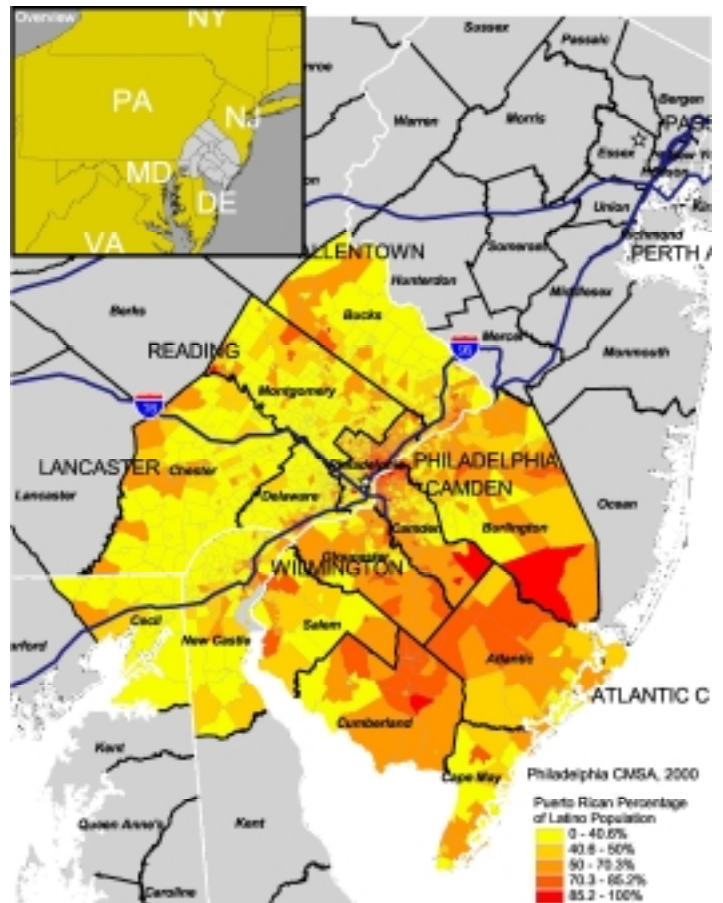 Overview
NY
PA
NJ
MD
DE
VA
Sussex
Passaic
Bergen
Morris
Warren
Essex
Union
Richmond
Somerset
PERTH A
ALLENTOWN
Hunterdon
Middlesex
Berks
Bucks
Mercer
95
Monmouth
READING
Montgomery
76
LANCASTER
Chester
PHILADELPHIA
Lancaster
Delaware
CAMDEN
Ocean
Camden
Burlington
Gloucester
WILMINGTON
Cecil
New Castle
Salem
Atlantic
ATLANTIC C
Cumberland
Kent
Cape May
Philadelphia CMSA, 2000
Puerto Rican Percentage
of Latino Population
0 - 40.6%
40.6 - 50%
50 - 70.3%
70.3 - 85.2%
85.2 - 100%
Queen Anne's
Kent
Caroline